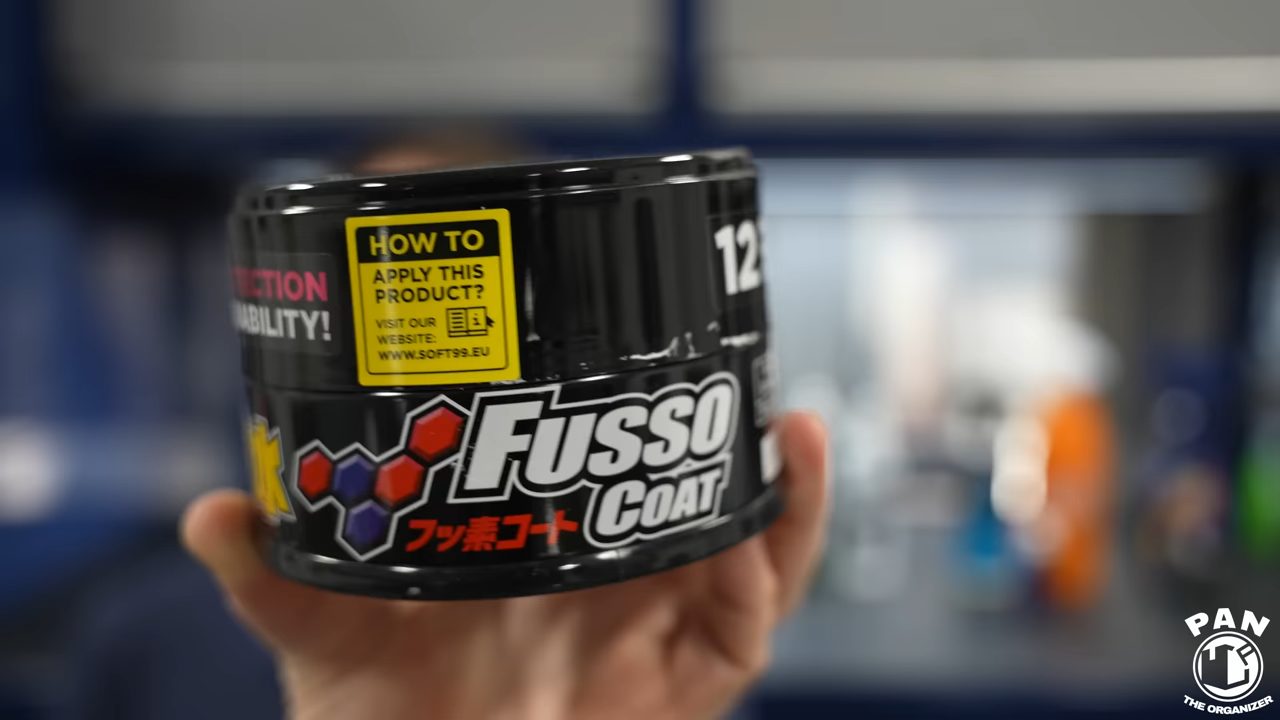 HOW TO
APPLY THIS
PRODUCT?
VISIT OUR
WEBSITE:
WWW.SOFT99.EU
ABILITY!
12
FUSSO
COAT
フッ素コート
PAN
THE ORGANIZER